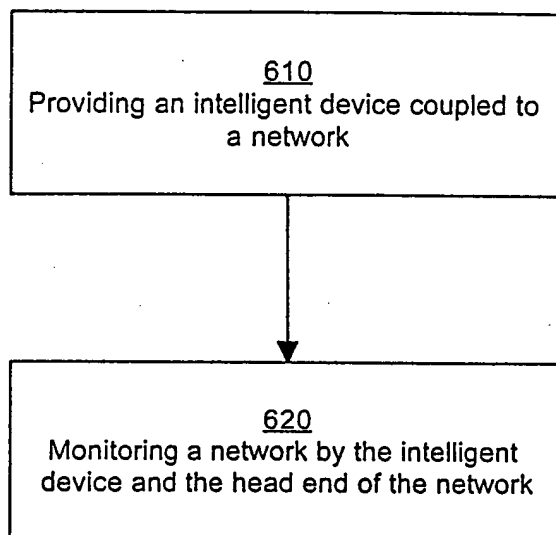 610
Providing an intelligent device coupled to
a network
620
Monitoring a network by the intelligent
device and the head end of the network